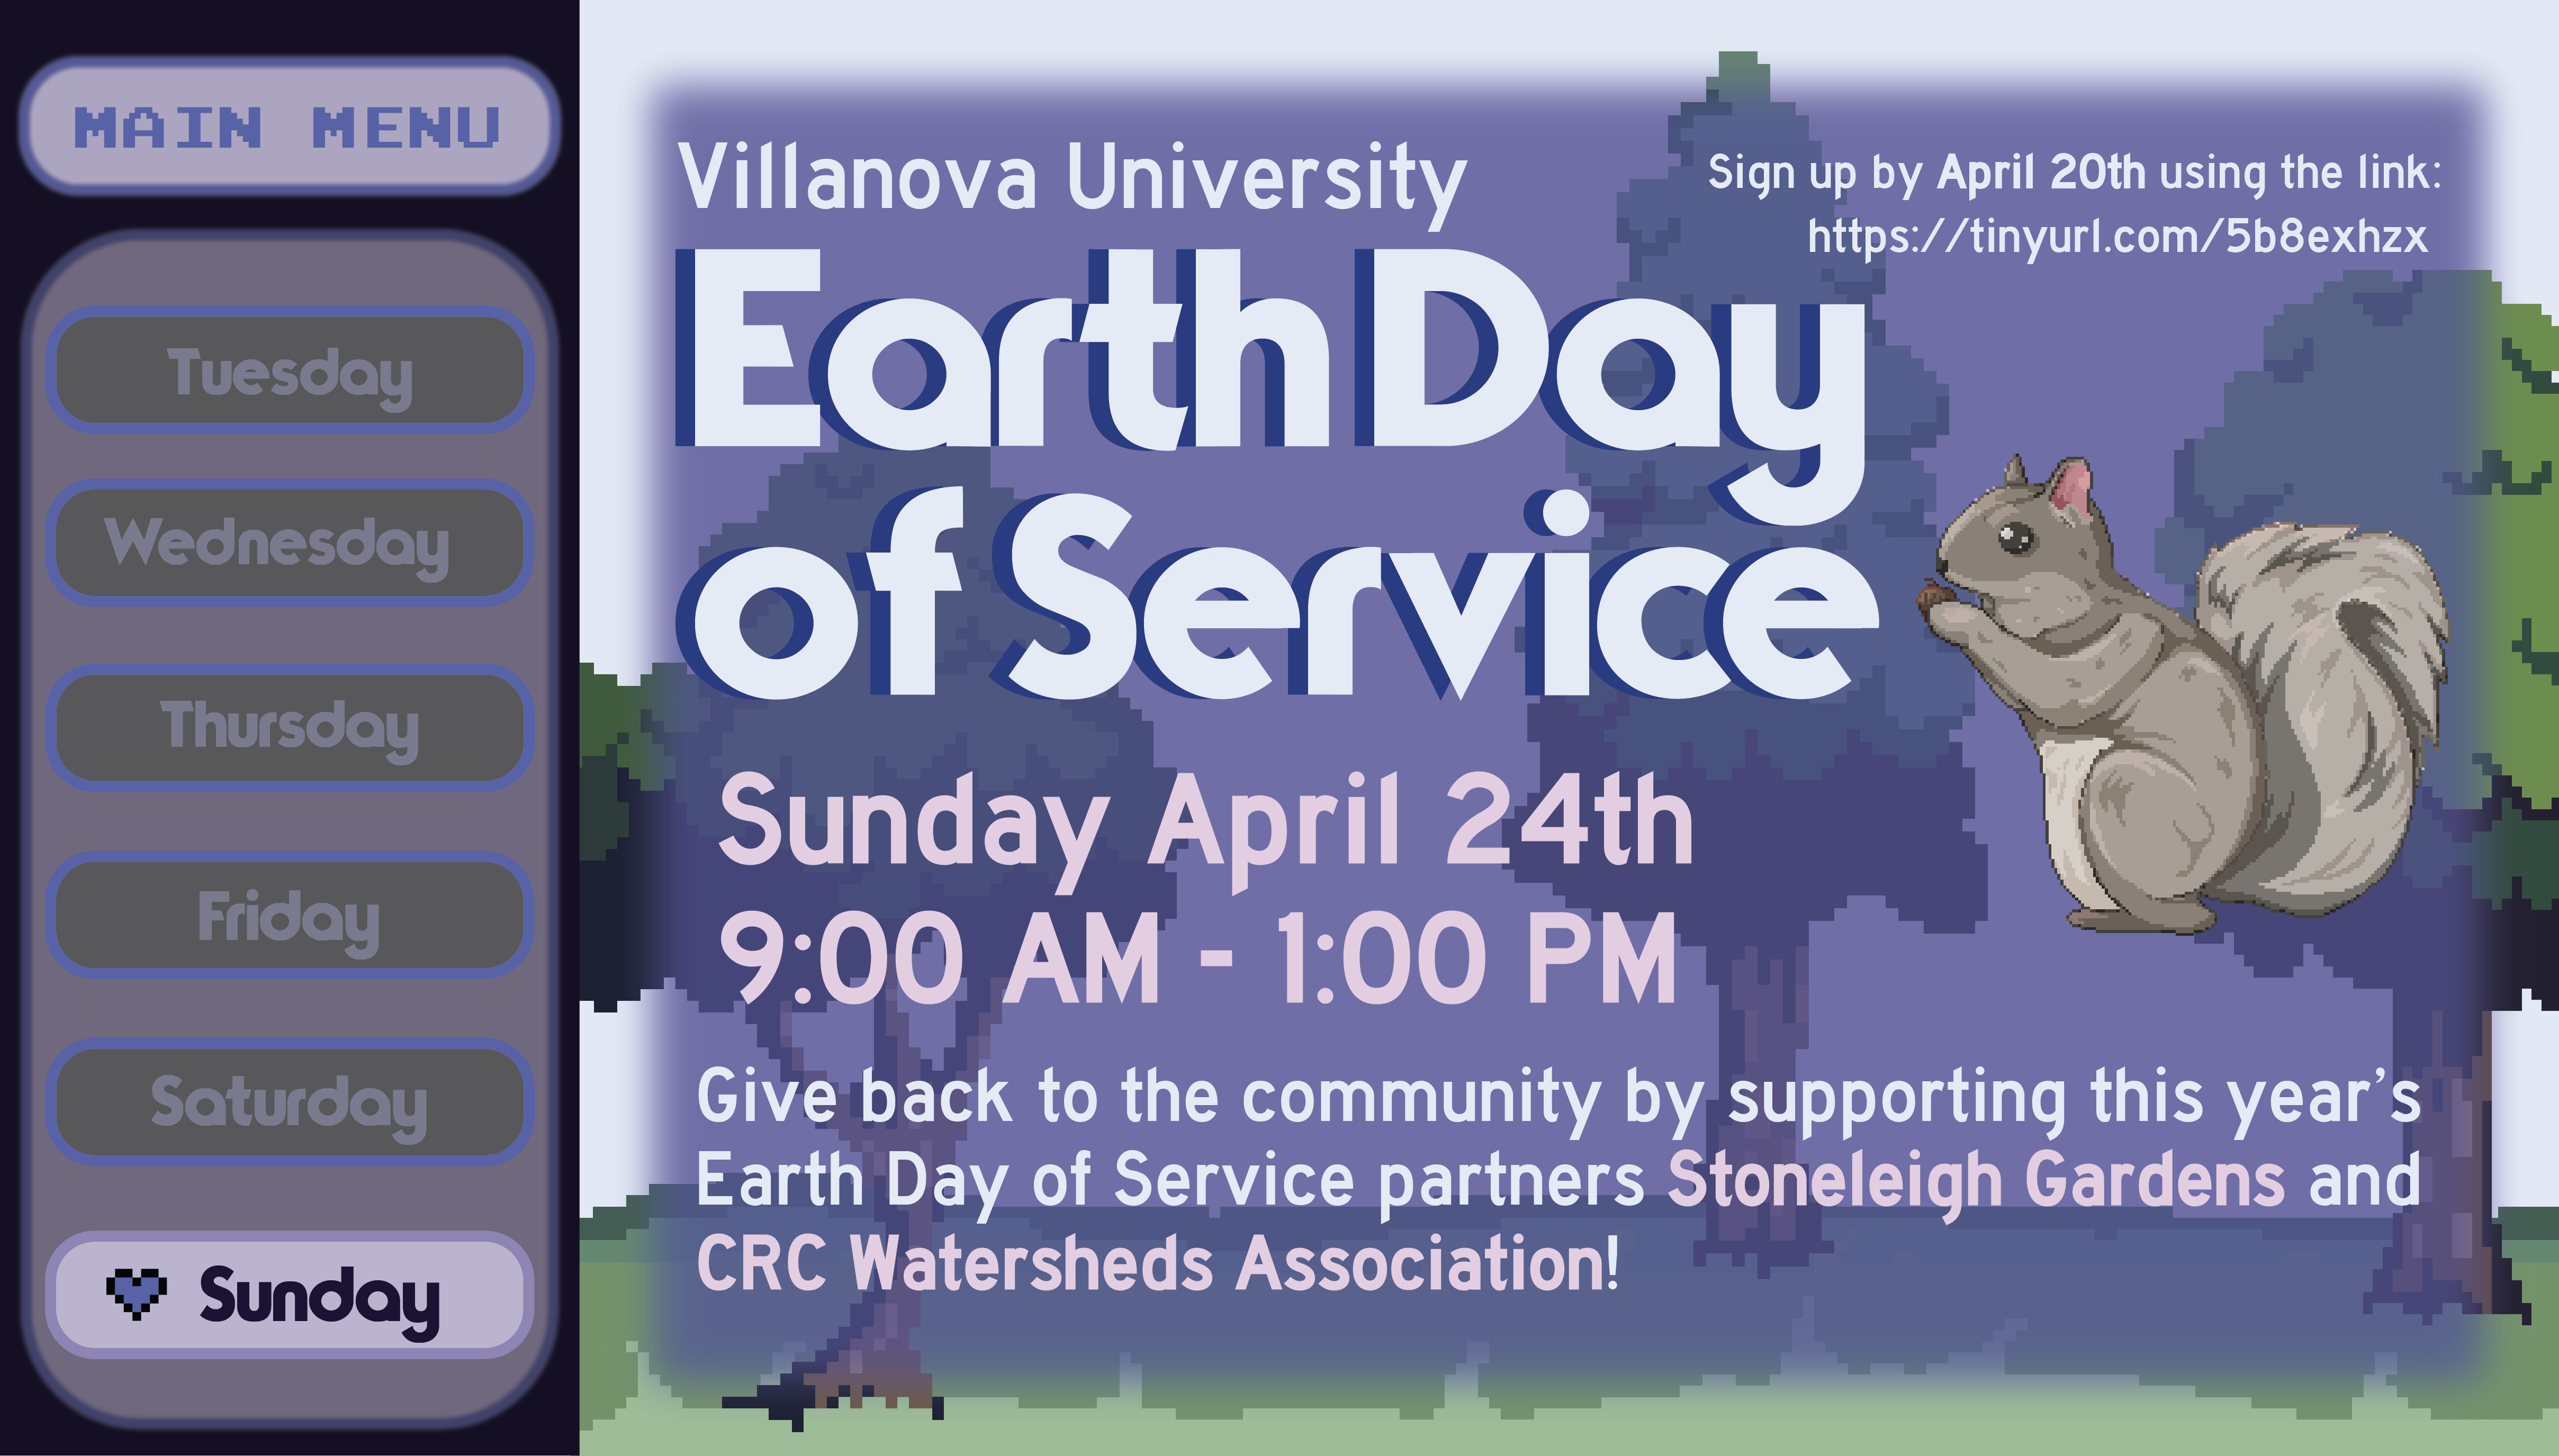 MAIN MENU
Tuesday
Wednesday
Thursday
Friday
Saturday
Sunday
Villanova University
Sign up by April 20th using the link:
https://tinyurl.com/5b8exhzx
Earth Day
of Service
Sunday April 24th
9:00 AM - 1:00 PM
Give back to the community by supporting this year's
Earth Day of Service partners Stoneleigh Gardens and
CRC Watersheds Association!